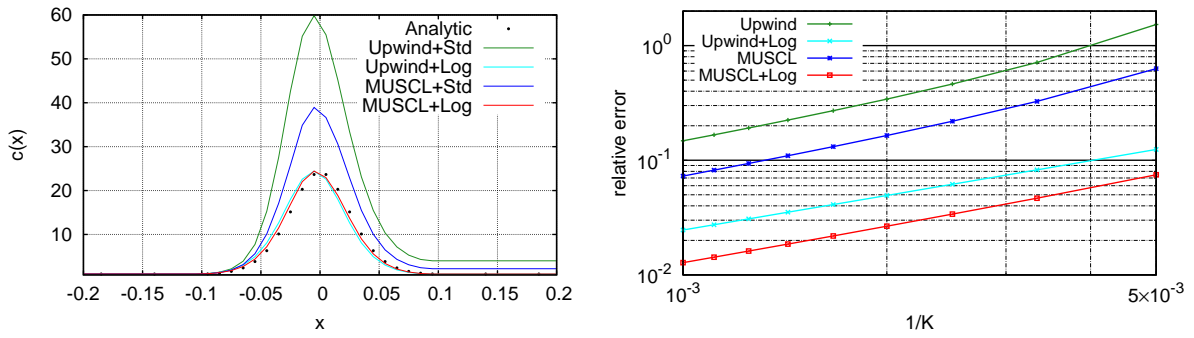 60
50
40
30
20
10
-0.2
-0.15
-0.1
-0.05
0
0.05
0.1
0.15
0.2
c(x)
x
Analytic
Upwind+Std
Upwind+Log
MUSCL+Std
MUSCL+Log
10^0
10^-1
10^-2
10^-3
5×10^-3
relative error
1/K
Upwind
Upwind+Log
MUSCL
MUSCL+Log